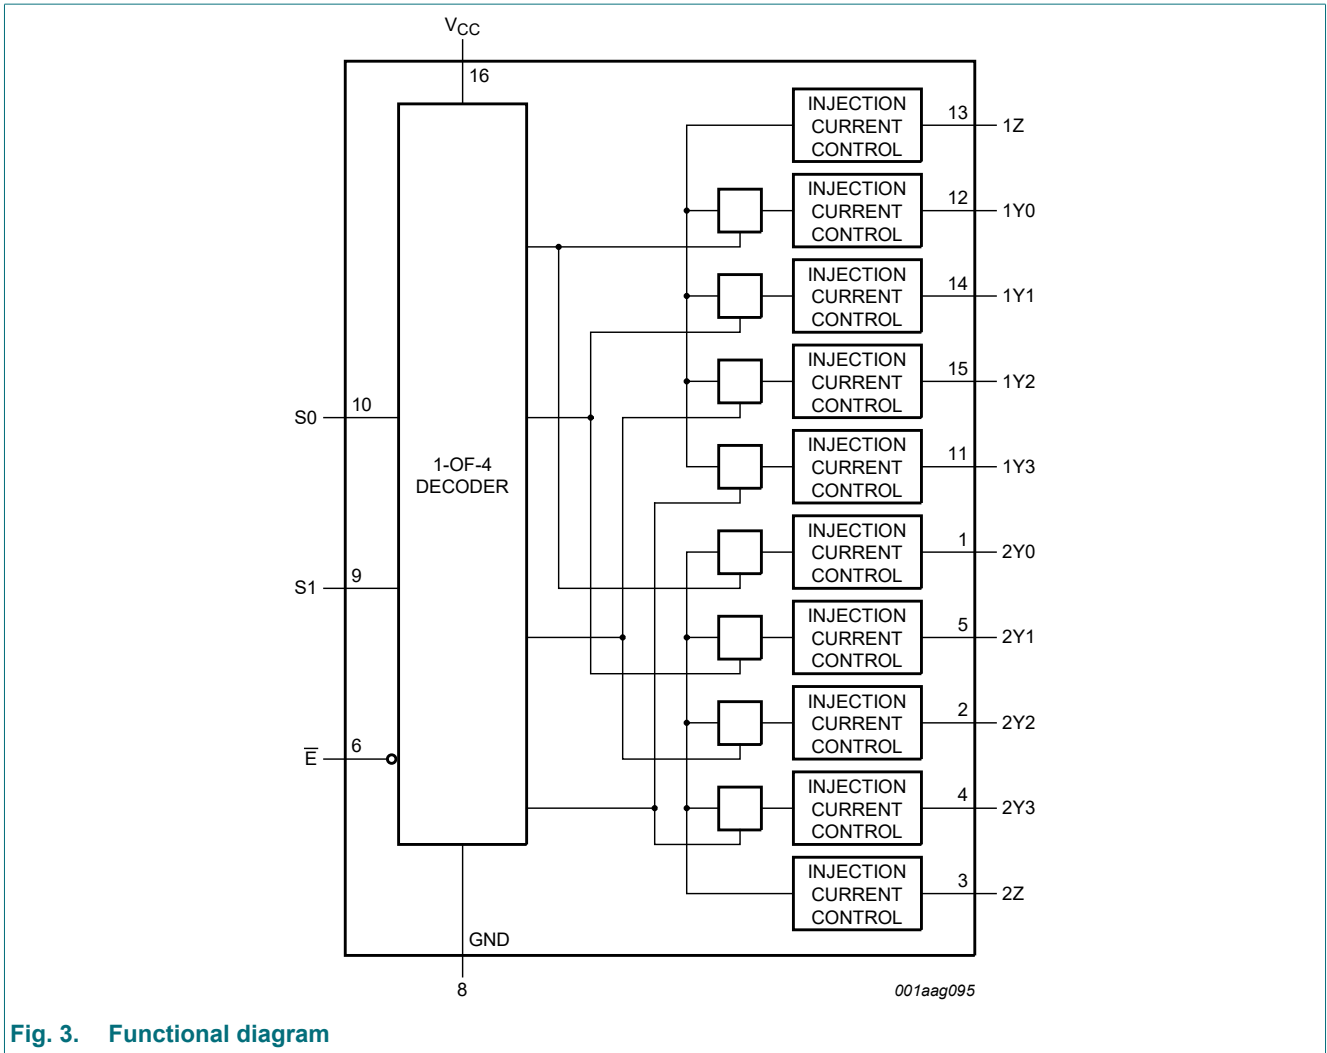 VCC
16
INJECTION
CURRENT
CONTROL
13
1Z
INJECTION
CURRENT
CONTROL
12
1Y0
INJECTION
CURRENT
CONTROL
14
1Y1
INJECTION
CURRENT
CONTROL
15
1Y2
S0
10
1-OF-4
DECODER
INJECTION
CURRENT
CONTROL
11
1Y3
INJECTION
CURRENT
CONTROL
1
2Y0
S1
9
INJECTION
CURRENT
CONTROL
5
2Y1
INJECTION
CURRENT
CONTROL
2
2Y2
E̅
6
INJECTION
CURRENT
CONTROL
4
2Y3
INJECTION
CURRENT
CONTROL
3
2Z
GND
8
001aag095
Fig. 3. Functional diagram